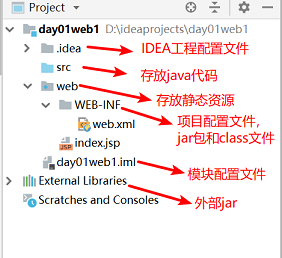 Project
day01web1 D:\ideaprojects\day01web1
.idea IDEA工程配置文件
src 存放java代码
web 存放静态资源
WEB-INF 项目配置文件,
web.xml jar包和class文件
index.jsp
day01web1.iml 模块配置文件
External Libraries
Scratches and Consoles 外部jar